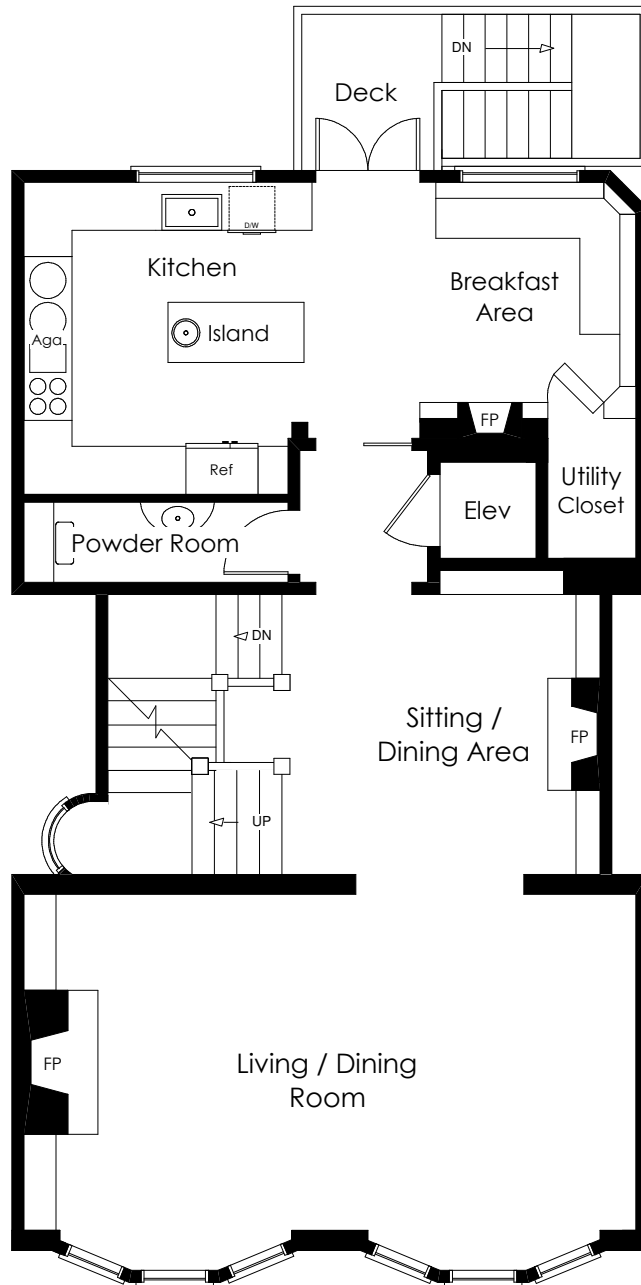 DN
Deck
D/W
Kitchen
Breakfast
Area
Island
Aga
FP
Ref
Utility
Closet
Elev
Powder Room
DN
Sitting /
Dining Area
FP
UP
FP
Living / Dining
Room